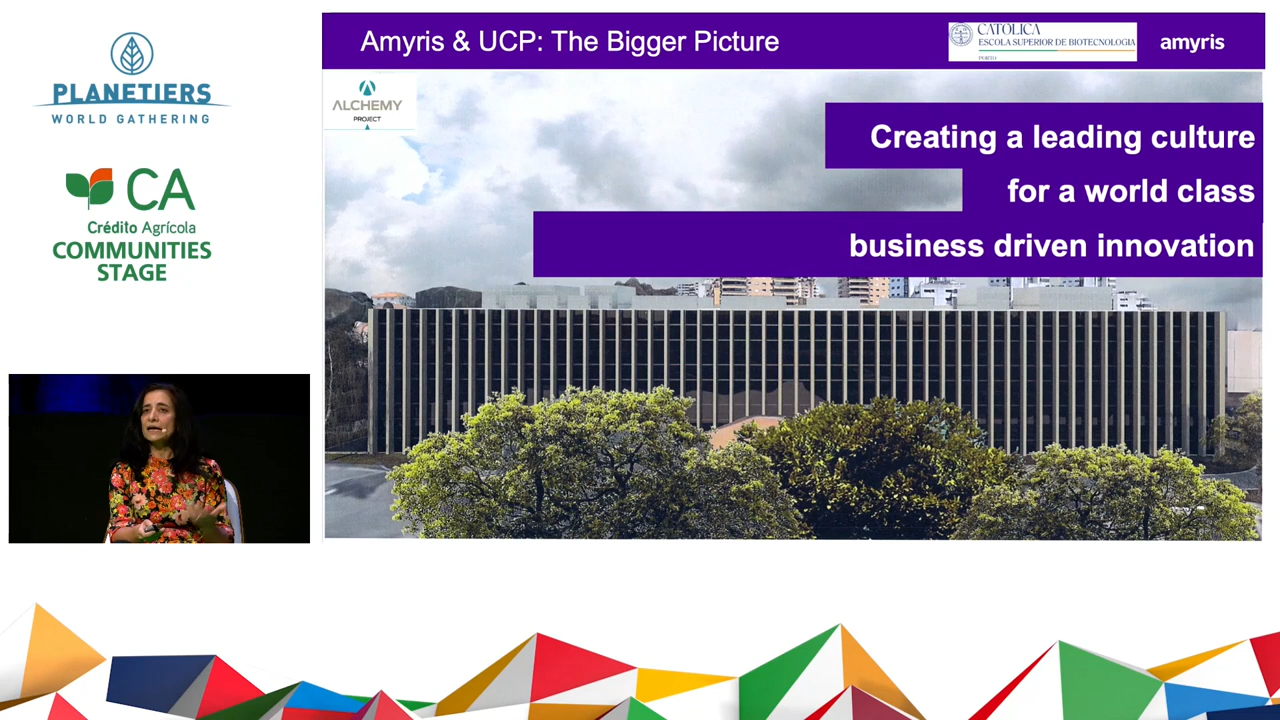 PLANETIERS
WORLD GATHERING
CA
Crédito Agrícola
COMMUNITIES
STAGE
Amyris & UCP: The Bigger Picture
CATÓLICA
ESCOLA SUPERIOR DE BIOTECNOLOGIA
PORTO
amyris
ALCHEMY
PROJECT
Creating a leading culture
for a world class
business driven innovation